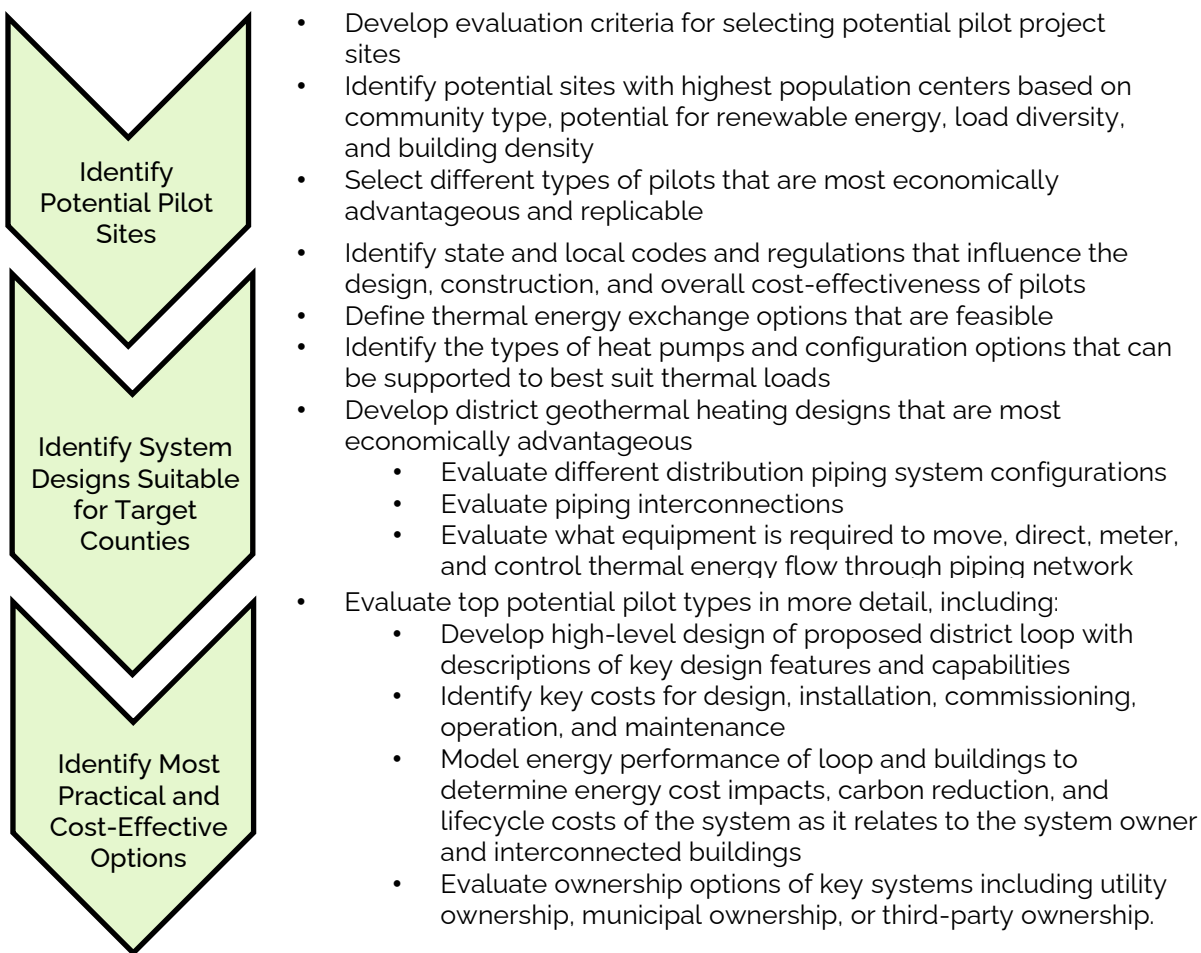 Identify
Potential Pilot
Sites
• Develop evaluation criteria for selecting potential pilot project
sites
• Identify potential sites with highest population centers based on
community type, potential for renewable energy, load diversity,
and building density
• Select different types of pilots that are most economically
advantageous and replicable
Identify System
Designs Suitable
for Target
Counties
• Identify state and local codes and regulations that influence the
design, construction, and overall cost-effectiveness of pilots
• Define thermal energy exchange options that are feasible
• Identify the types of heat pumps and configuration options that can
be supported to best suit thermal loads
• Develop district geothermal heating designs that are most
economically advantageous
• Evaluate different distribution piping system configurations
• Evaluate piping interconnections
• Evaluate what equipment is required to move, direct, meter,
and control thermal energy flow through piping network
Identify Most
Practical and
Cost-Effective
Options
• Evaluate top potential pilot types in more detail, including:
• Develop high-level design of proposed district loop with
descriptions of key design features and capabilities
• Identify key costs for design, installation, commissioning,
operation, and maintenance
• Model energy performance of loop and buildings to
determine energy cost impacts, carbon reduction, and
lifecycle costs of the system as it relates to the system owner
and interconnected buildings
• Evaluate ownership options of key systems including utility
ownership, municipal ownership, or third-party ownership.